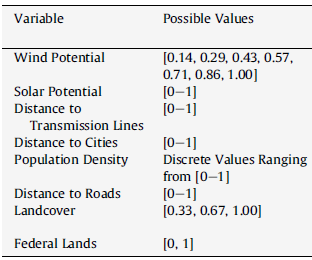 Variable Possible Values
Wind Potential [0.14, 0.29, 0.43, 0.57,
0.71, 0.86, 1.00]
Solar Potential [0–1]
Distance to [0–1]
Transmission Lines
Distance to Cities [0–1]
Population Density Discrete Values Ranging
from [0–1]
Distance to Roads [0–1]
Landcover [0.33, 0.67, 1.00]
Federal Lands [0, 1]